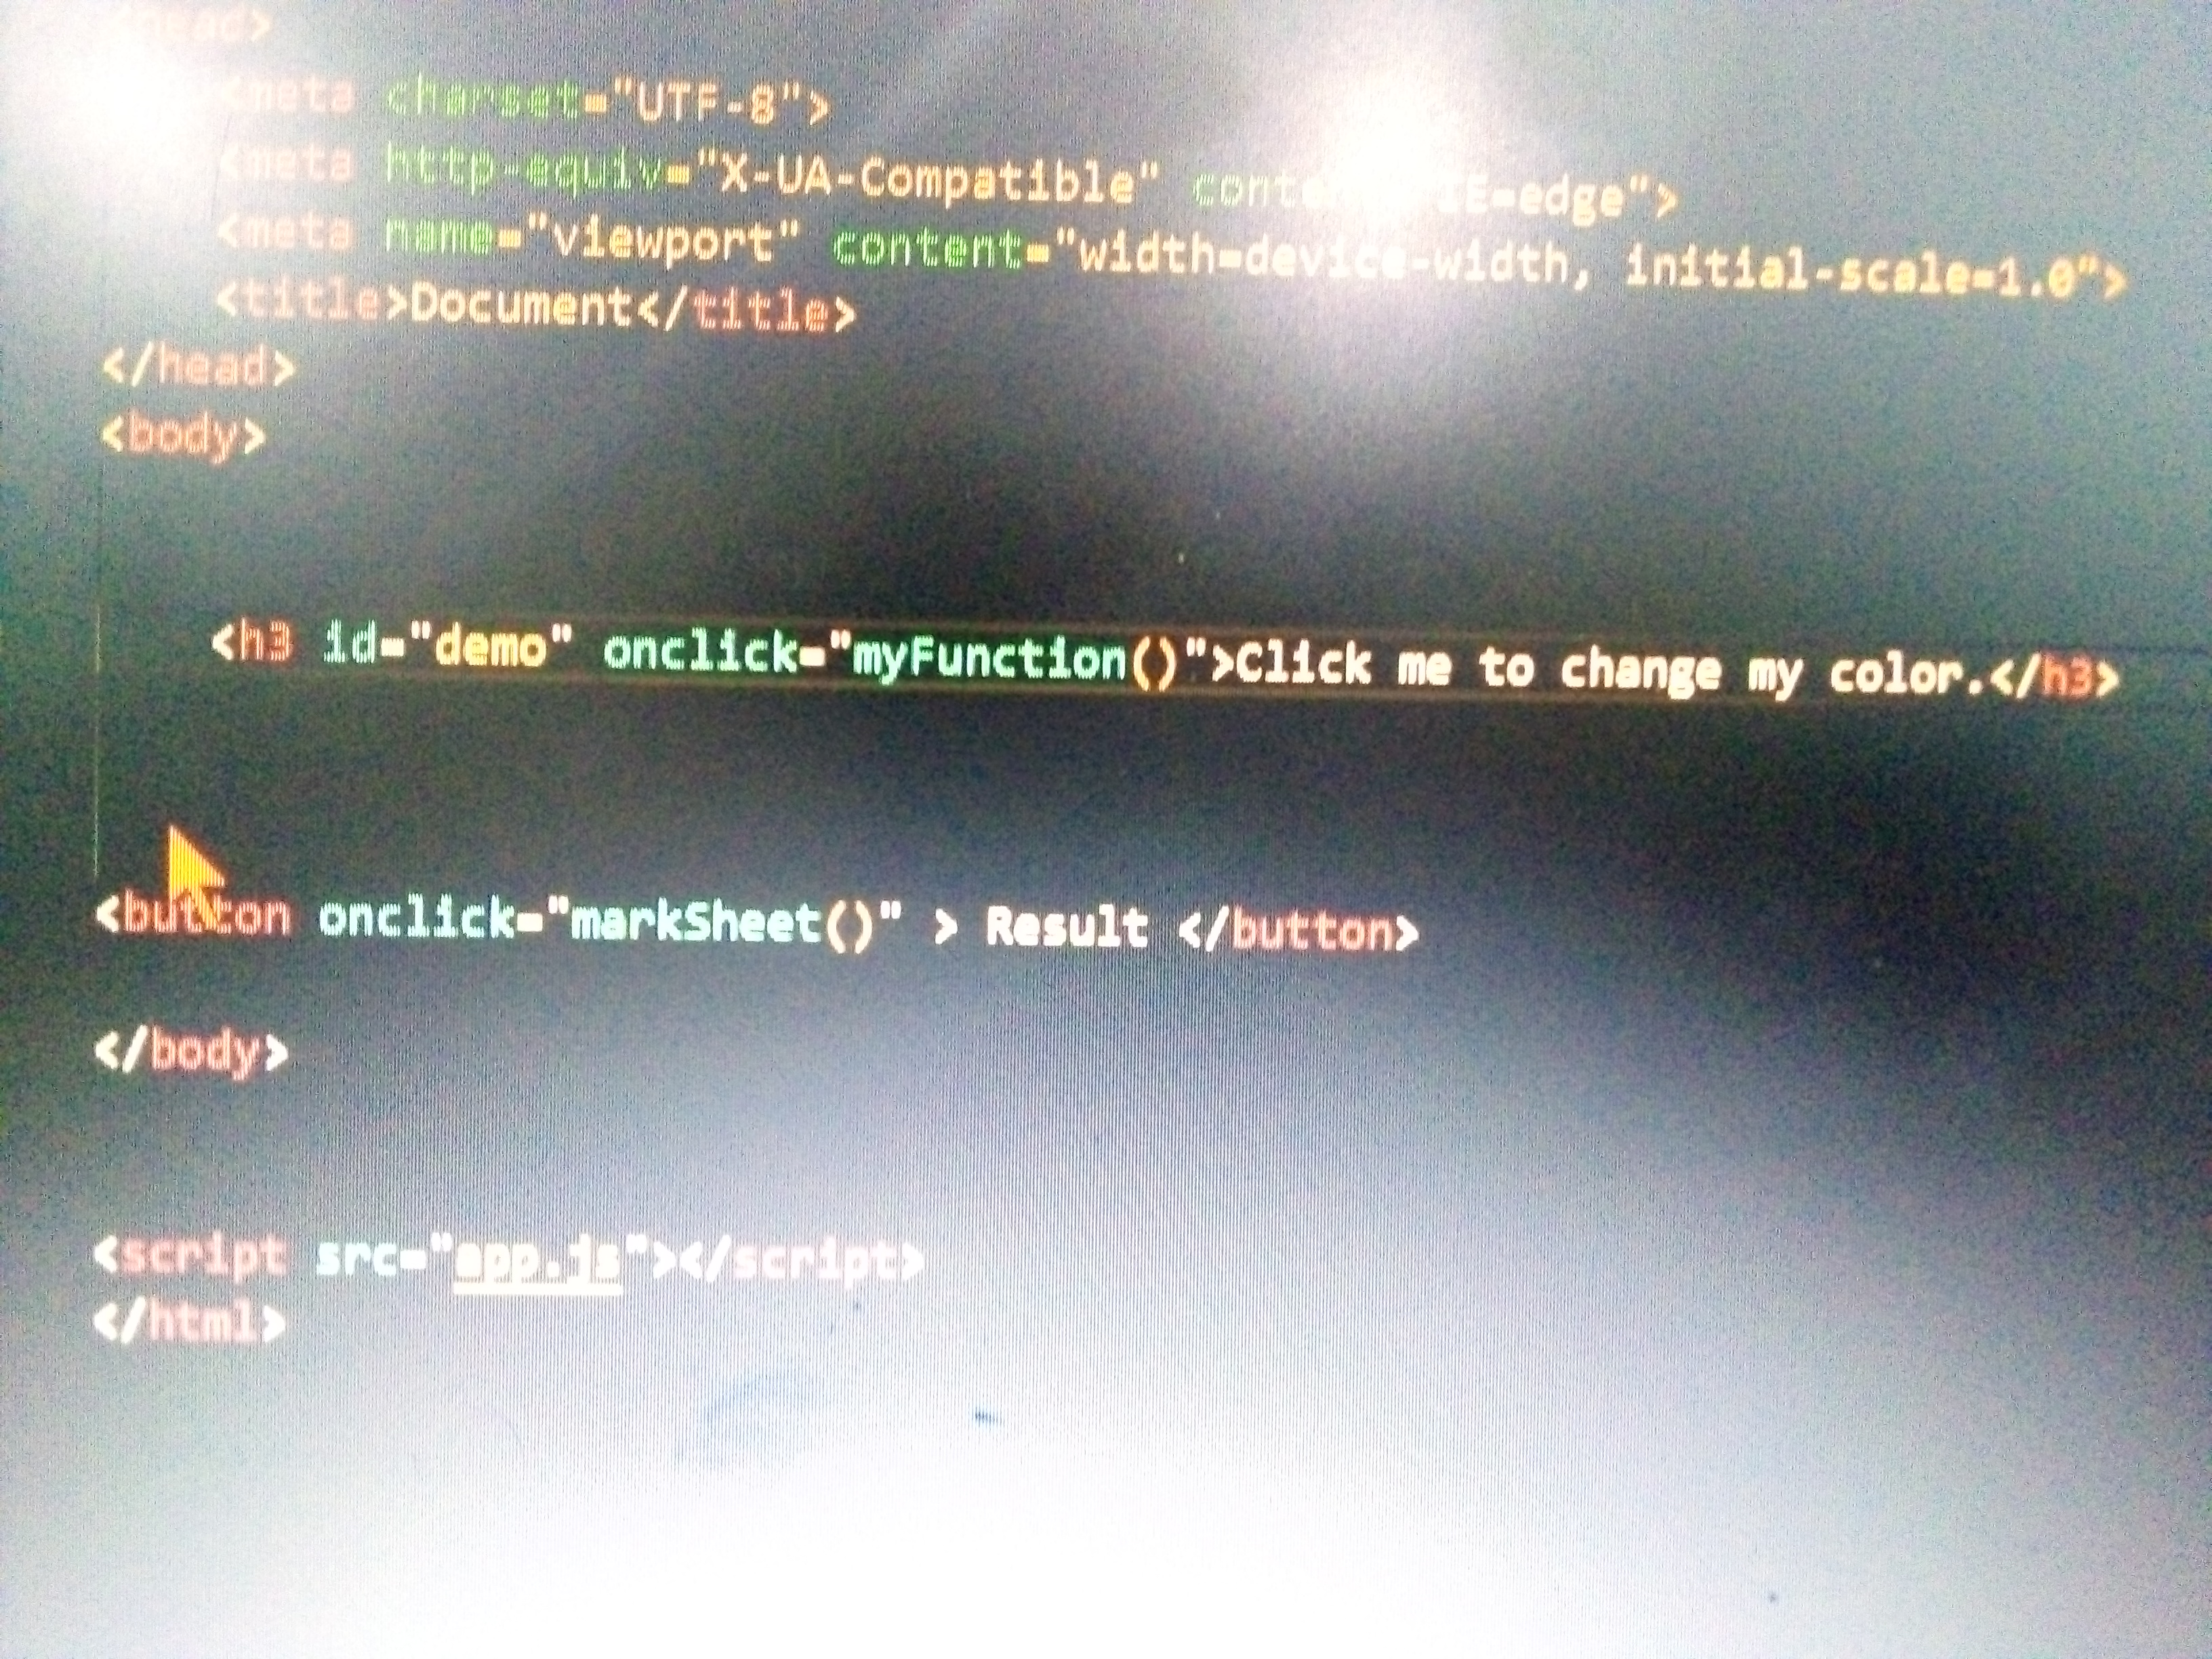 head>
<meta charset="UTF-8">
<meta http-equiv="X-UA-Compatible" IE=edge">
<meta name="viewport" content="width=device-width, initial-scale=1.0">
<title>Document</title>
</head>
<body>
<h3 id="demo" onclick="myFunction()">Click me to change my color.</h3>
<button onclick="markSheet()" > Result </button>
</body>
<script src="app.js"></script>
</html>